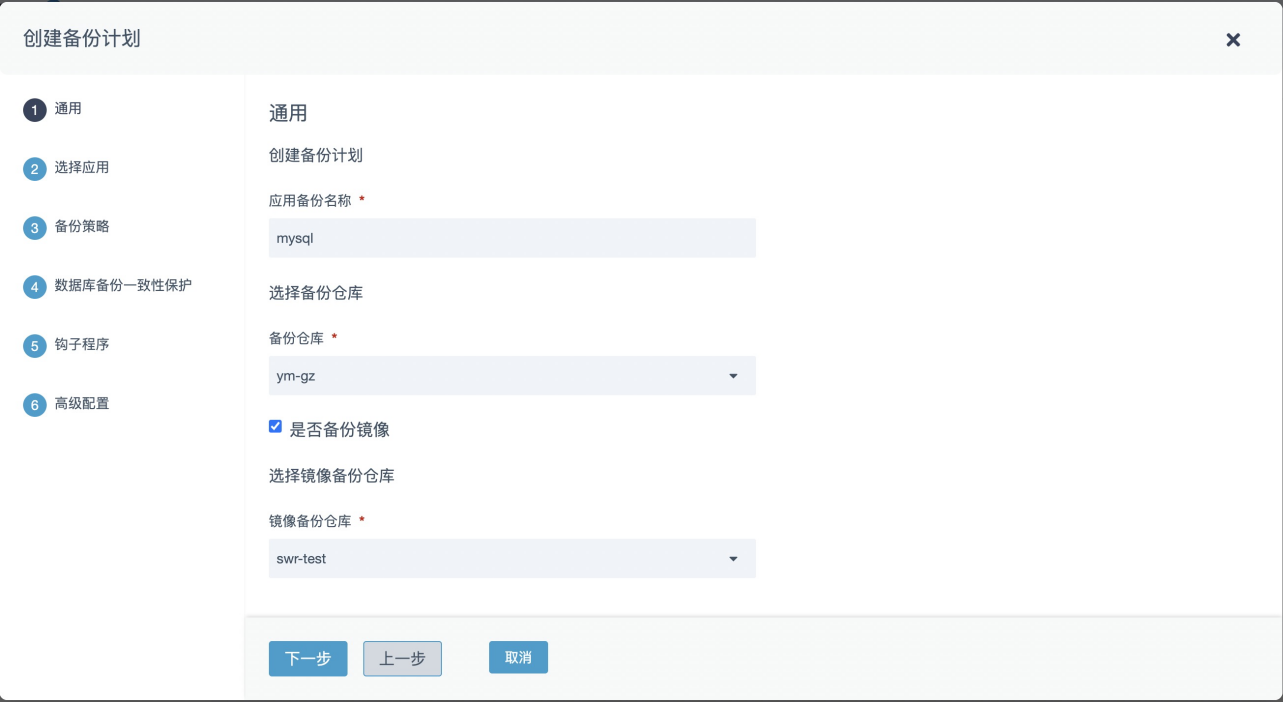 创建备份计划
1 通用
2 选择应用
3 备份策略
4 数据库备份一致性保护
5 钩子程序
6 高级配置
通用
创建备份计划
应用备份名称 *
mysql
选择备份仓库
备份仓库 *
ym-gz
是否备份镜像
选择镜像备份仓库
镜像备份仓库 *
swr-test
下一步 上一步 取消